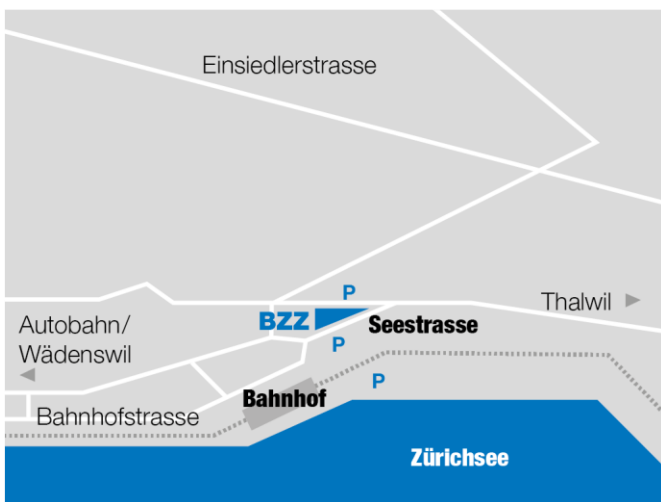 Einsiedlerstrasse
P
Thalwil
BZZ
Seestrasse
Autobahn/
Wädenswil
P
P
Bahnhof
Bahnhofstrasse
Zürichsee